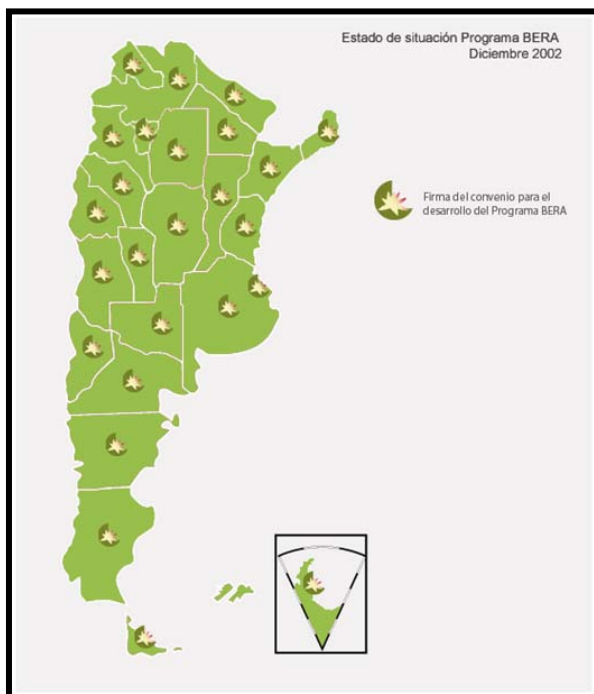 Estado de situación Programa BERA
Diciembre 2002
Firma del convenio para el
desarrollo del Programa BERA